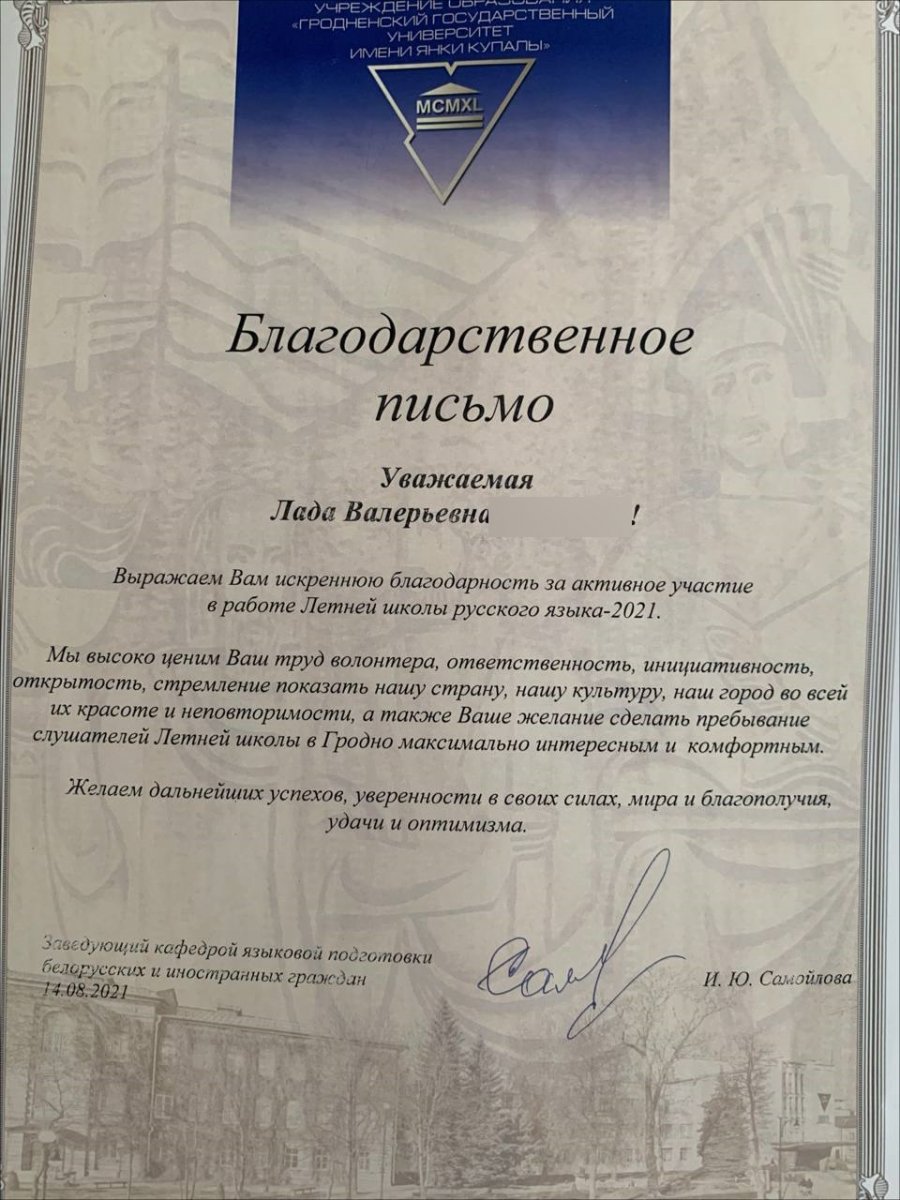 УЧРЕЖДЕНИЕ ОБРАЗОВАНИЯ
«ГРОДНЕНСКИЙ ГОСУДАРСТВЕННЫЙ
УНИВЕРСИТЕТ
ИМЕНИ ЯНКИ КУПАЛЫ»
MCMXL
Благодарственное
письмо
Уважаемая
Лада Валерьевна !
Выражаем Вам искреннюю благодарность за активное участие
в работе Летней школы русского языка-2021.
Мы высоко ценим Ваш труд волонтера, ответственность, инициативность,
открытость, стремление показать нашу страну, нашу культуру, наш город во всей
их красоте и неповторимости, а также Ваше желание сделать пребывание
слушателей Летней школы в Гродно максимально интересным и комфортным.
Желаем дальнейших успехов, уверенности в своих силах, мира и благополучия,
удачи и оптимизма.
Заведующий кафедрой языковой подготовки
белорусских и иностранных граждан
14.08.2021
И. Ю. Самойлова